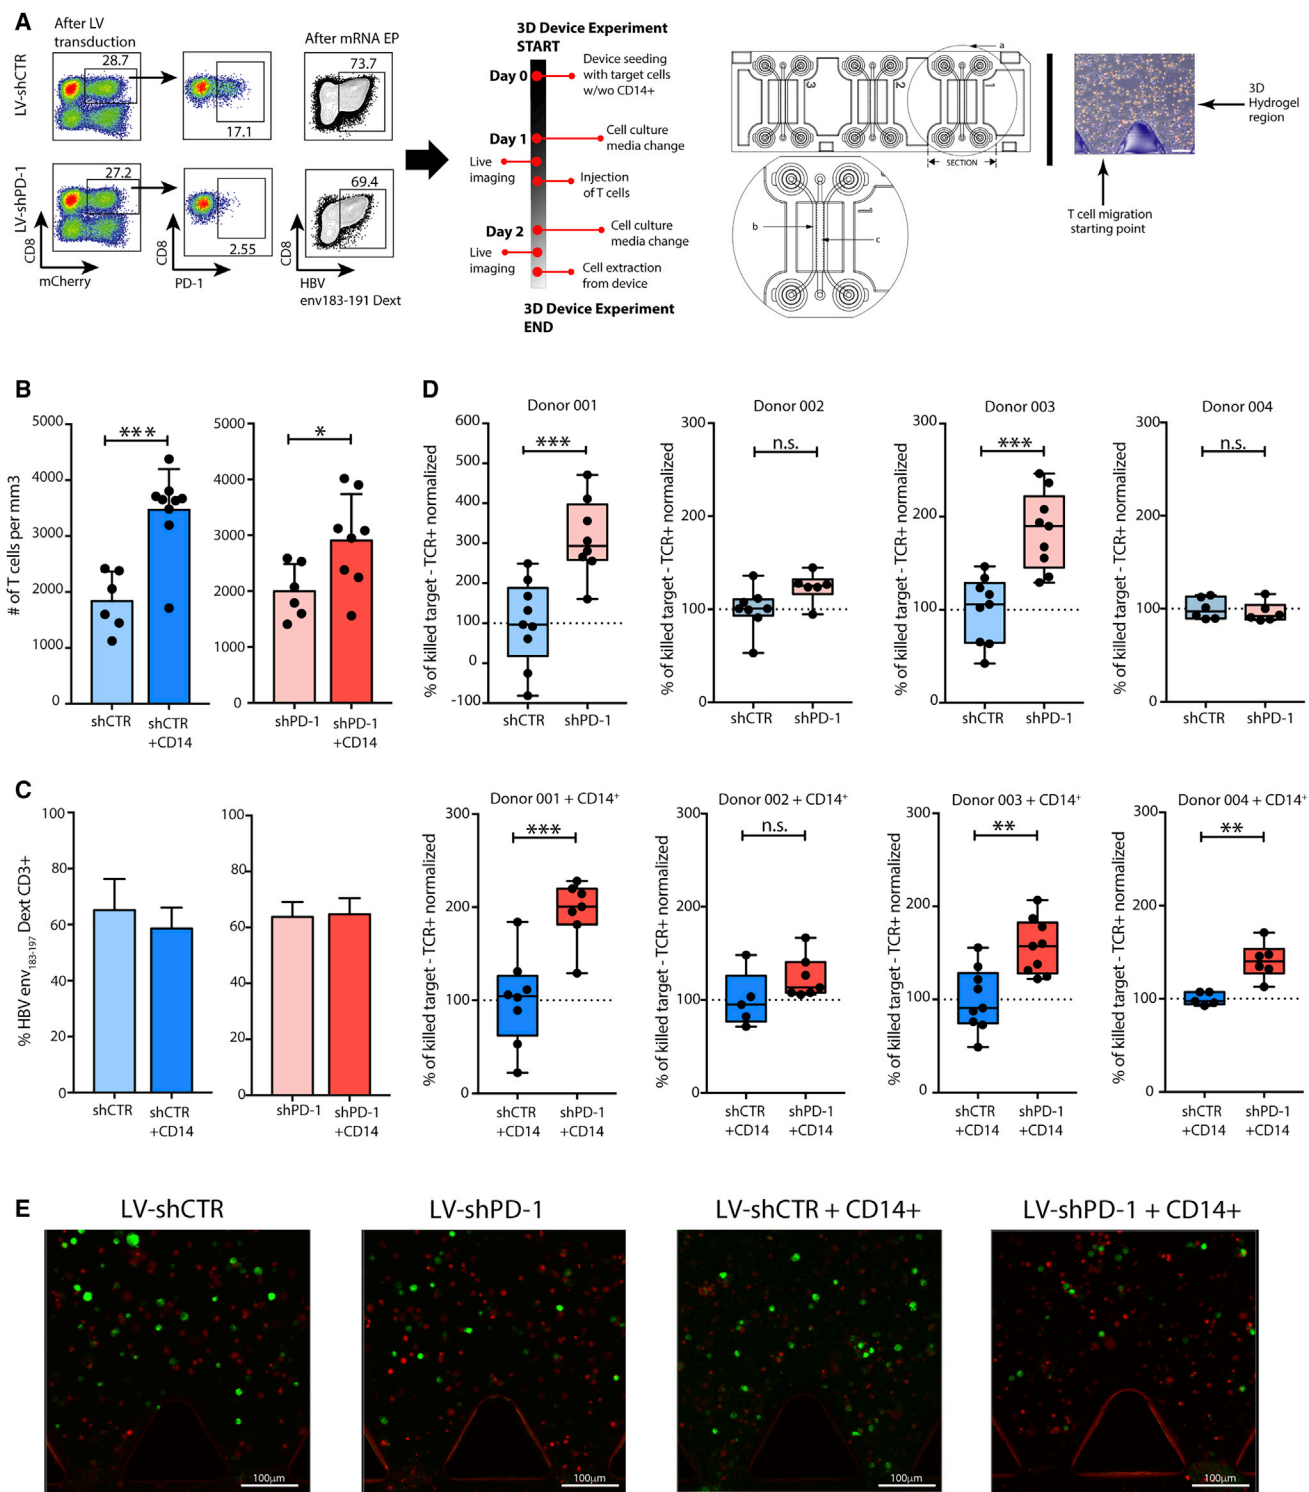 A
After LV
transduction
After mRNA EP
LV-shCTR
28.7
17.1
73.7
LV-shPD-1
27.2
2.55
69.4
CD8
mCherry
CD8
PD-1
CD8
HBV
env183-191 Dext
3D Device Experiment
START
Day 0
Device seeding
with target cells
w/wo CD14+
Day 1
Cell culture
media change
Live
imaging
Injection
of T cells
Day 2
Cell culture
media change
Live
imaging
Cell extraction
from device
3D Device Experiment
END
a
3
2
1
SECTION
b
c
1
3D
Hydrogel
region
T cell migration
starting point
B
# of T cells per mm3
5000
4000
3000
2000
1000
0
***
shCTR
shCTR
+CD14
5000
4000
3000
2000
1000
0
*
shPD-1
shPD-1
+CD14
C
% HBV env183-197 Dext CD3+
100
80
60
40
20
0
shCTR
shCTR
+CD14
100
80
60
40
20
0
shPD-1
shPD-1
+CD14
D
Donor 001
% of killed target - TCR+ normalized
600
500
400
300
200
100
0
-100
***
shCTR
shPD-1
Donor 002
% of killed target - TCR+ normalized
300
200
100
0
n.s.
shCTR
shPD-1
Donor 003
% of killed target - TCR+ normalized
300
200
100
0
***
shCTR
shPD-1
Donor 004
% of killed target - TCR+ normalized
300
200
100
0
n.s.
shCTR
shPD-1
Donor 001 + CD14+
% of killed target - TCR+ normalized
300
200
100
0
***
shCTR
+CD14
shPD-1
+CD14
Donor 002 + CD14+
% of killed target - TCR+ normalized
300
200
100
0
n.s.
shCTR
+CD14
shPD-1
+CD14
Donor 003 + CD14+
% of killed target - TCR+ normalized
300
200
100
0
**
shCTR
+CD14
shPD-1
+CD14
Donor 004 + CD14+
% of killed target - TCR+ normalized
300
200
100
0
**
shCTR
+CD14
shPD-1
+CD14
E
LV-shCTR
LV-shPD-1
LV-shCTR + CD14+
LV-shPD-1 + CD14+
100µm
100µm
100µm
100µm